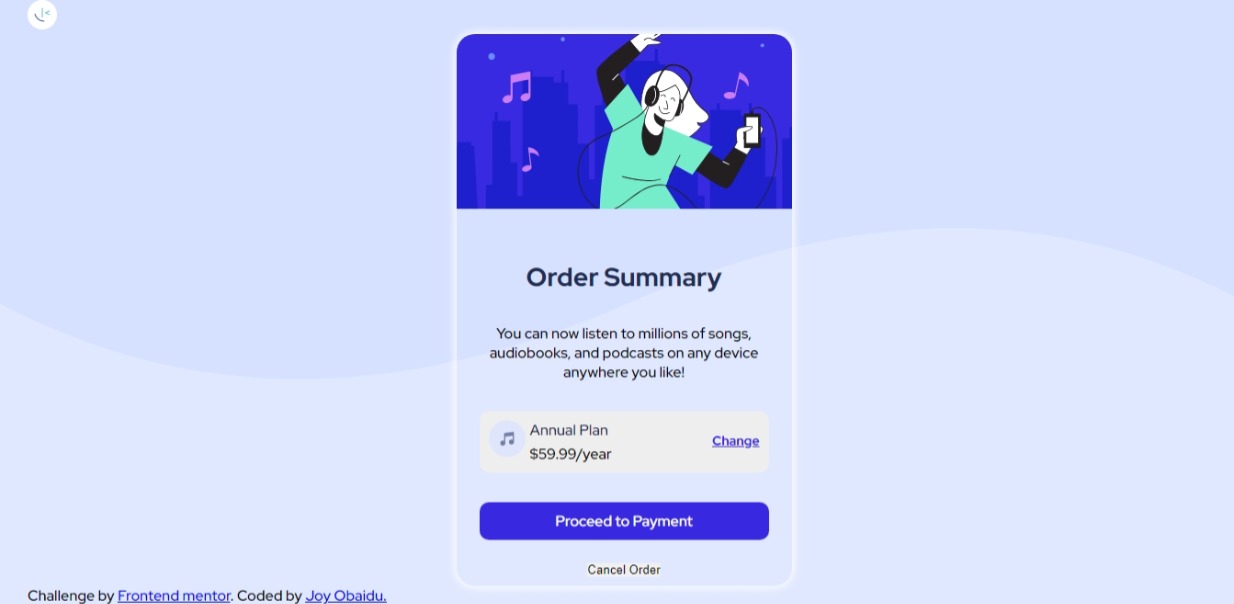 Order Summary
You can now listen to millions of songs,
audiobooks, and podcasts on any device
anywhere you like!
Annual Plan
$59.99/year
Change
Proceed to Payment
Cancel Order
Challenge by Frontend mentor. Coded by Joy Obaidu.